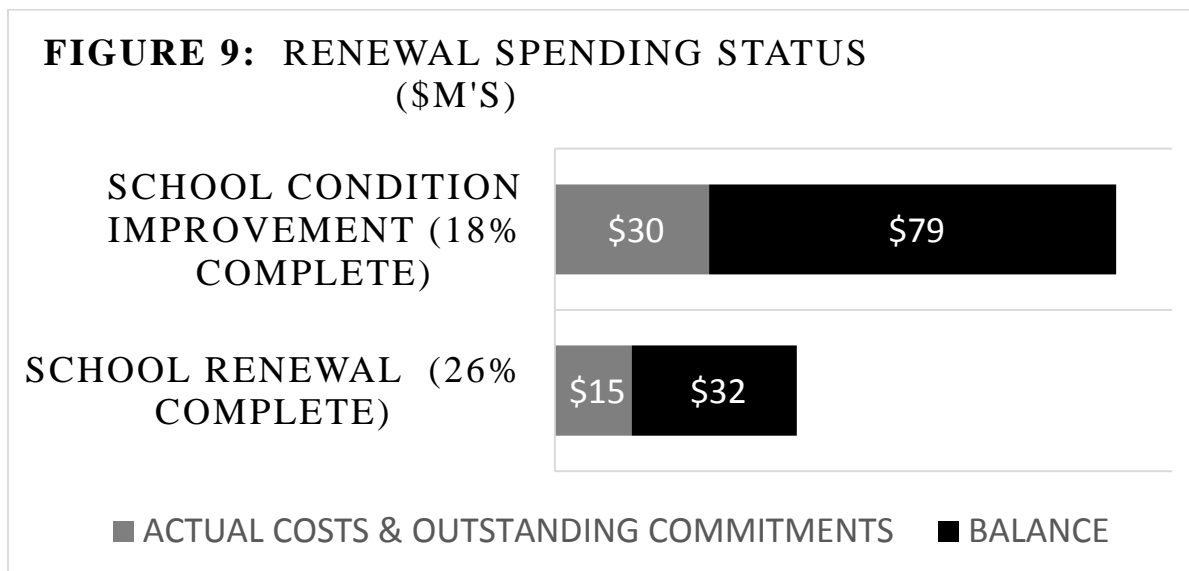 FIGURE 9: RENEWAL SPENDING STATUS
($M'S)
SCHOOL CONDITION
IMPROVEMENT (18%
COMPLETE)
$30 $79
SCHOOL RENEWAL (26%
COMPLETE)
$15 $32
ACTUAL COSTS & OUTSTANDING COMMITMENTS BALANCE